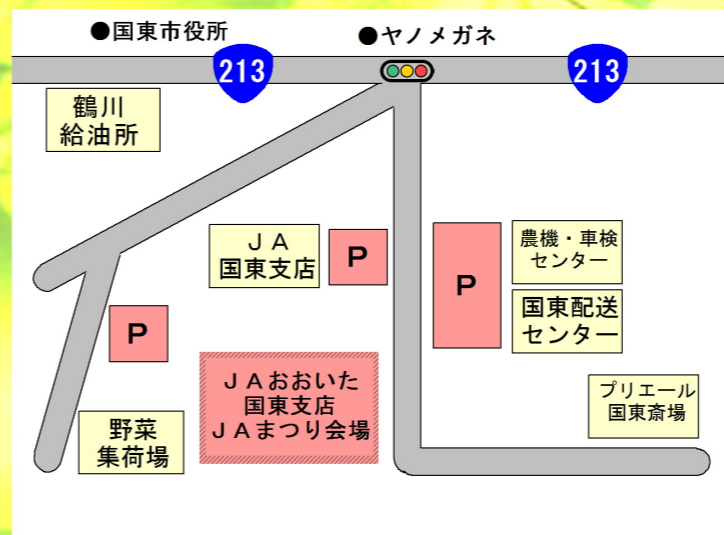 ●国東市役所
●ヤノメガネ
213
213
鶴川
給油所
ＪＡ
国東支店
P
P
農機・車検
センター
国東配送
センター
P
ＪＡおおいた
国東支店
ＪＡまつり会場
プリエール
国東斎場
野菜
集荷場